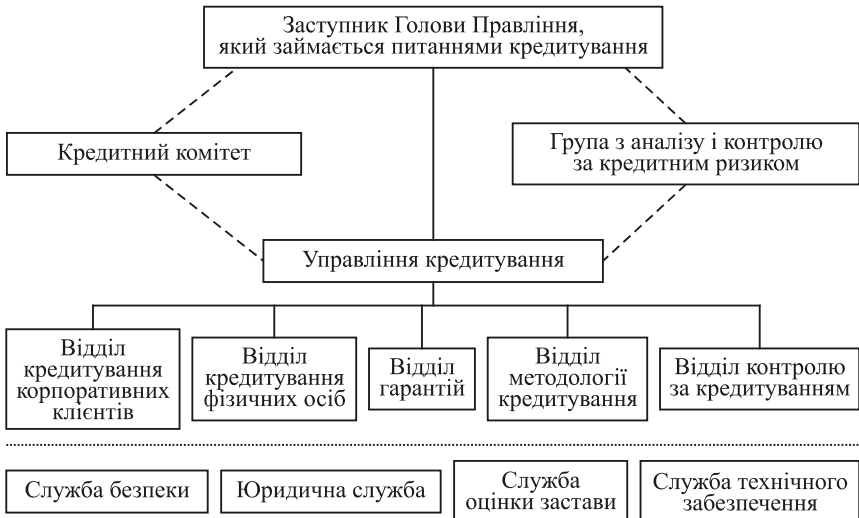 Заступник Голови Правління,
який займається питаннями кредитування
Кредитний комітет
Група з аналізу і контролю
за кредитним ризиком
Управління кредитування
Відділ
кредитування
корпоративних
клієнтів
Відділ
кредитування
фізичних осіб
Відділ
гарантій
Відділ
методології
кредитування
Відділ контролю
за кредитуванням
Служба безпеки
Юридична служба
Служба
оцінки застави
Служба технічного
забезпечення